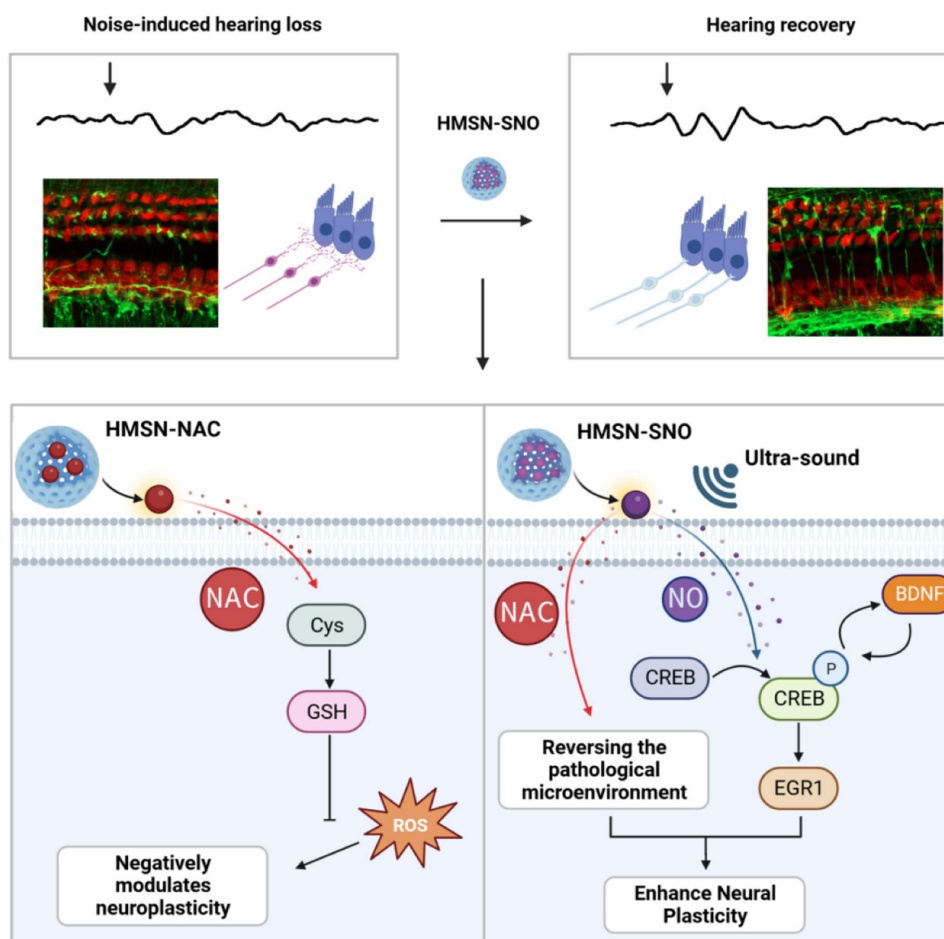 Noise-induced hearing loss
Hearing recovery
HMSN-SNO
HMSN-NAC
NAC
Cys
GSH
ROS
Negatively
modulates
neuroplasticity
HMSN-SNO
Ultra-sound
NAC
NO
BDNF
P
CREB
CREB
Reversing the
pathological
microenvironment
EGR1
Enhance Neural
Plasticity